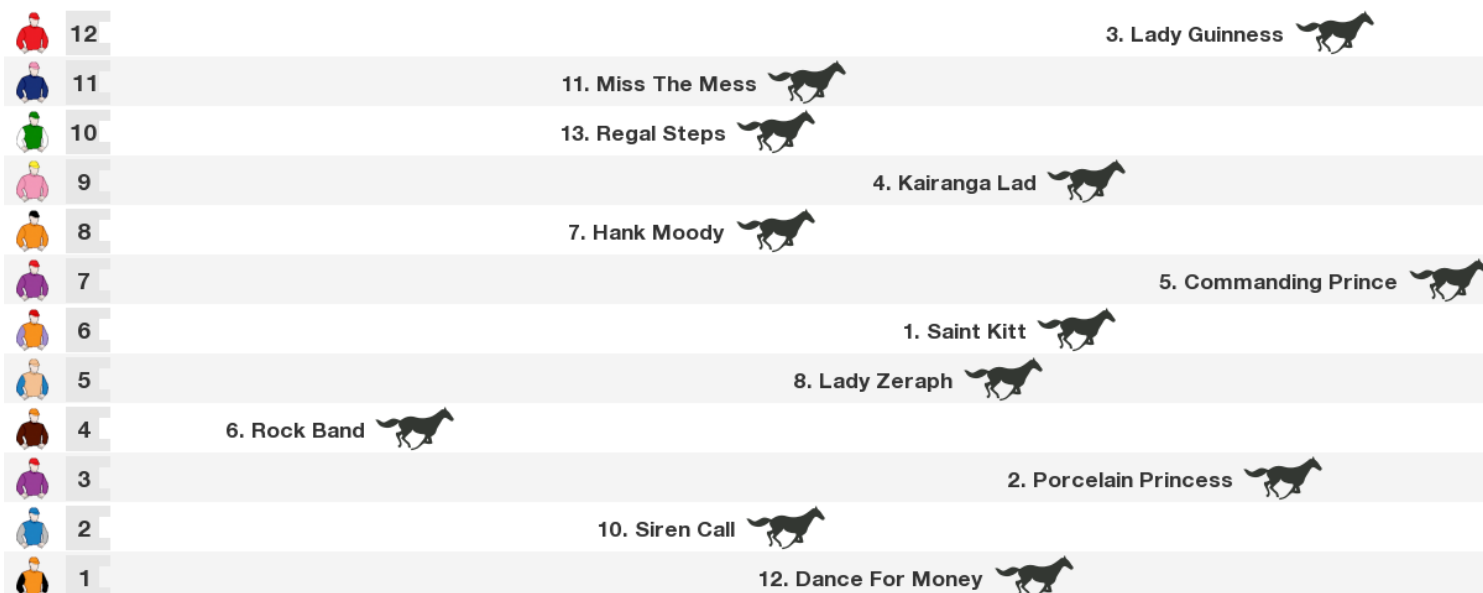 12 3. Lady Guinness
11 11. Miss The Mess
10 13. Regal Steps
9 4. Kairanga Lad
8 7. Hank Moody
7 5. Commanding Prince
6 1. Saint Kitt
5 8. Lady Zeraph
4 6. Rock Band
3 2. Porcelain Princess
2 10. Siren Call
1 12. Dance For Money